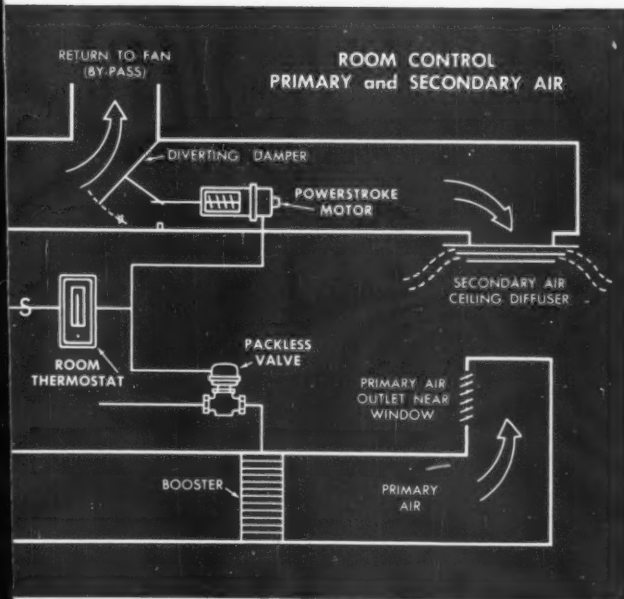 ROOM CONTROL
PRIMARY and SECONDARY AIR
RETURN TO FAN
(BY-PASS)
DIVERTING DAMPER
POWERSTROKE
MOTOR
SECONDARY AIR
CEILING DIFFUSER
S
ROOM
THERMOSTAT
PACKLESS
VALVE
PRIMARY AIR
OUTLET NEAR
WINDOW
BOOSTER
PRIMARY
AIR